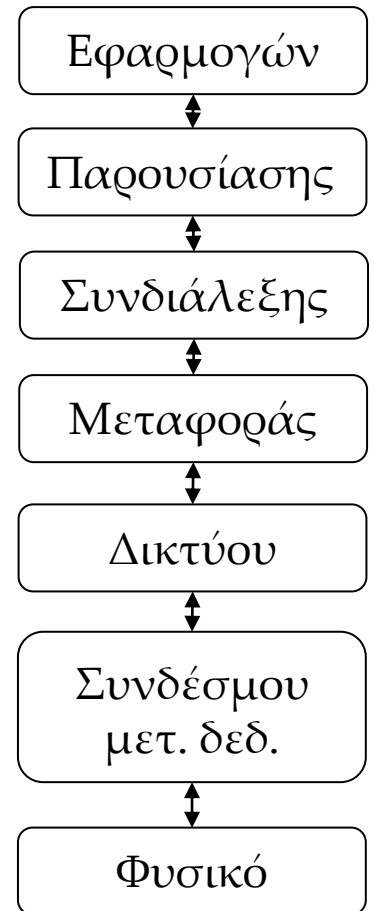 Εφαρμογών
Παρουσίασης
Συνδιάλεξης
Μεταφοράς
Δικτύου
Συνδέσμου
μετ. δεδ.
Φυσικό